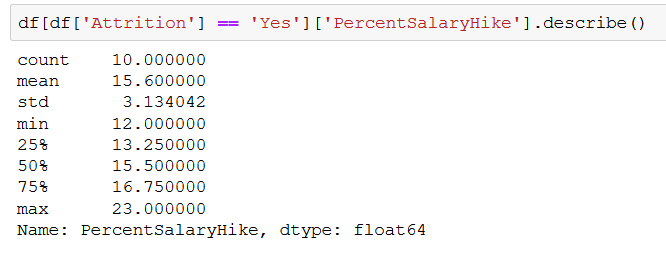 df[df['Attrition'] == 'Yes']['PercentSalaryHike'].describe()
count    10.000000
mean     15.600000
std       3.134042
min      12.000000
25%      13.250000
50%      15.500000
75%      16.750000
max      23.000000
Name: PercentSalaryHike, dtype: float64